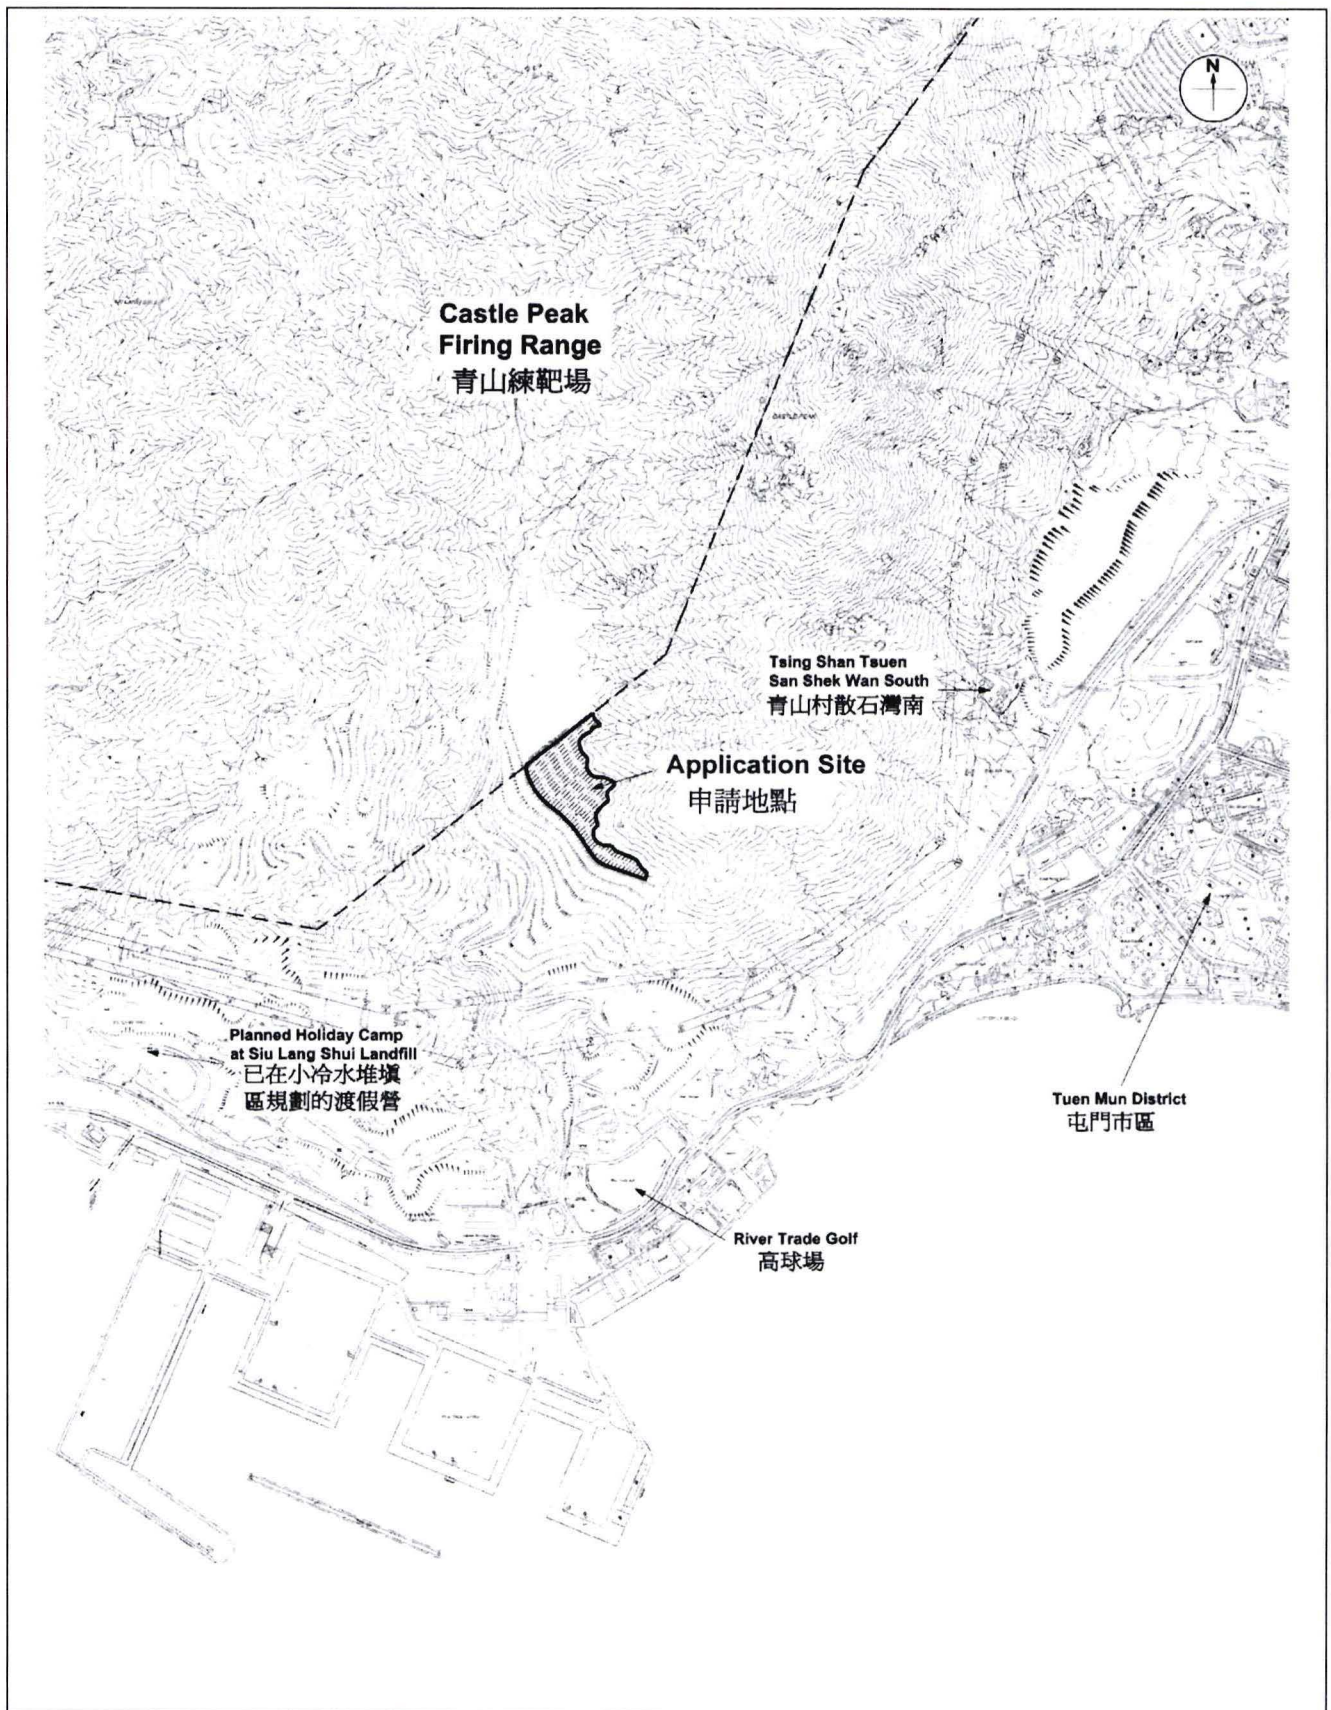 N
Castle Peak
Firing Range
青山練靶場
CASTLE PEAK
Tsing Shan Tsuen
San Shek Wan South
青山村散石灣南
Application Site
申請地點
Planned Holiday Camp
at Siu Lang Shui Landfill
已在小冷水堆塡
區規劃的渡假營
Tuen Mun District
屯門市區
River Trade Golf
高球場